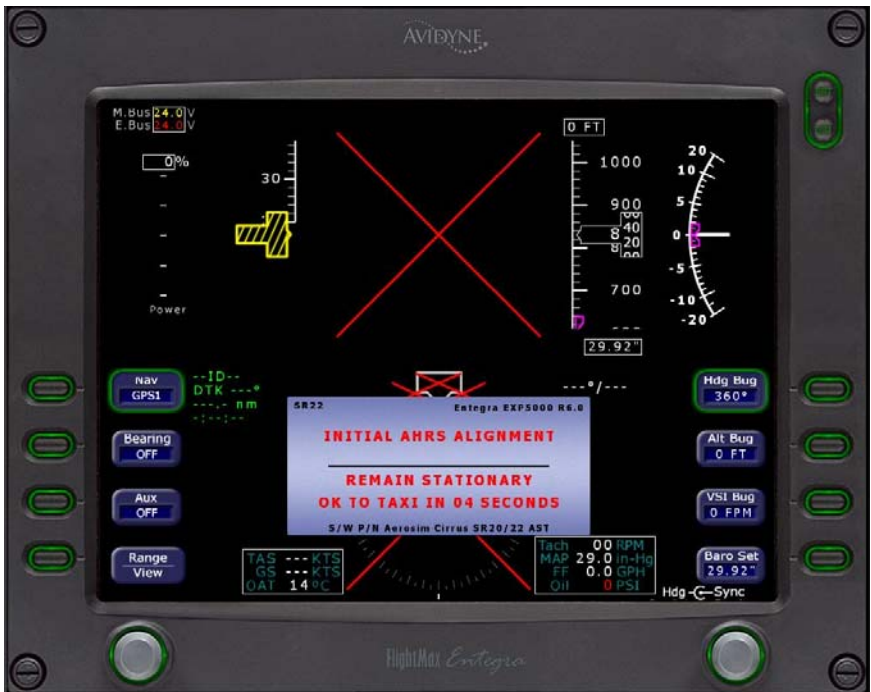 AVIDYNE
M.Bus 24.0 V
E.Bus 24.0 V
0%
Power
30
0 FT
1000
900
8
40
20
700
---
29.92"
20
10
5
0
-5
-10
-20
Nav
GPS1
--ID--
DTK ---°
---.- nm
-:--:--
Bearing
OFF
Aux
OFF
Range
View
---°/---
Hdg Bug
360°
Alt Bug
0 FT
VSI Bug
0 FPM
Baro Set
29.92"
Hdg Sync
SR22 Entegra EXP5000 R6.0
INITIAL AHRS ALIGNMENT
REMAIN STATIONARY
OK TO TAXI IN 04 SECONDS
S/W P/N Aerosim Cirrus SR20/22 AST
TAS --- KTS
GS --- KTS
OAT 14 °C
Tach 00 RPM
MAP 29.0 in-Hg
FF 0.0 GPH
Oil 0 PSI
FlightMax Entegra